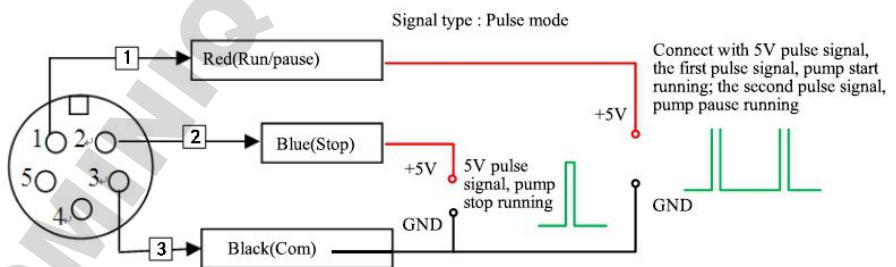 Signal type : Pulse mode
1
Red(Run/pause)
Connect with 5V pulse signal,
the first pulse signal, pump start
running; the second pulse signal,
pump pause running
+5V
1
2
2
Blue(Stop)
+5V
5V pulse
signal, pump
stop running
5
3
4
GND
GND
3
Black(Com)
OMINIQ